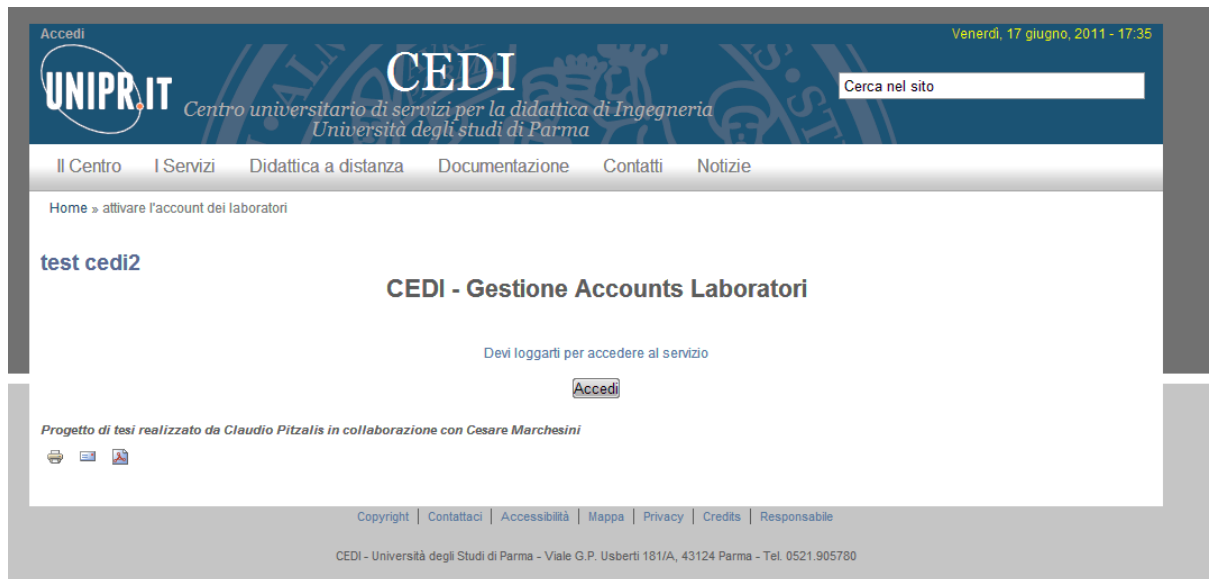 Accedi
Venerdì, 17 giugno, 2011 - 17:35
UNIPR.IT
CEDI
Centro universitario di servizi per la didattica di Ingegneria
Università degli studi di Parma
Cerca nel sito
Il Centro I Servizi Didattica a distanza Documentazione Contatti Notizie
Home » attivare l'account dei laboratori
test cedi2
CEDI - Gestione Accounts Laboratori
Devi loggarti per accedere al servizio
Accedi
Progetto di tesi realizzato da Claudio Pitzalis in collaborazione con Cesare Marchesini
Copyright | Contattaci | Accessibilità | Mappa | Privacy | Credits | Responsabile
CEDI - Università degli Studi di Parma - Viale G.P. Usberti 181/A, 43124 Parma - Tel. 0521.905780